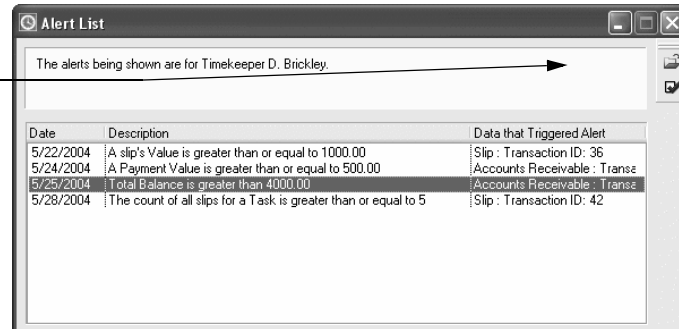 Alert List
The alerts being shown are for Timekeeper D. Brickley.
Date Description Data that Triggered Alert
5/22/2004 A slip's Value is greater than or equal to 1000.00 Slip : Transaction ID: 36
5/24/2004 A Payment Value is greater than or equal to 500.00 Accounts Receivable : Transa
5/25/2004 Total Balance is greater than 4000.00 Accounts Receivable : Transa
5/28/2004 The count of all slips for a Task is greater than or equal to 5 Slip : Transaction ID: 42